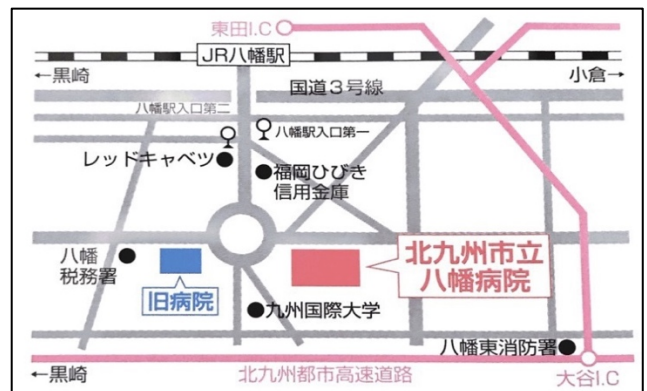 東田I.C
JR八幡駅
←黒崎
小倉→
国道3号線
八幡駅入口第二
八幡駅入口第一
レッドキャベツ
福岡ひびき
信用金庫
八幡
税務署
旧病院
北九州市立
八幡病院
九州国際大学
八幡東消防署
←黒崎
北九州都市高速道路
大谷I.C